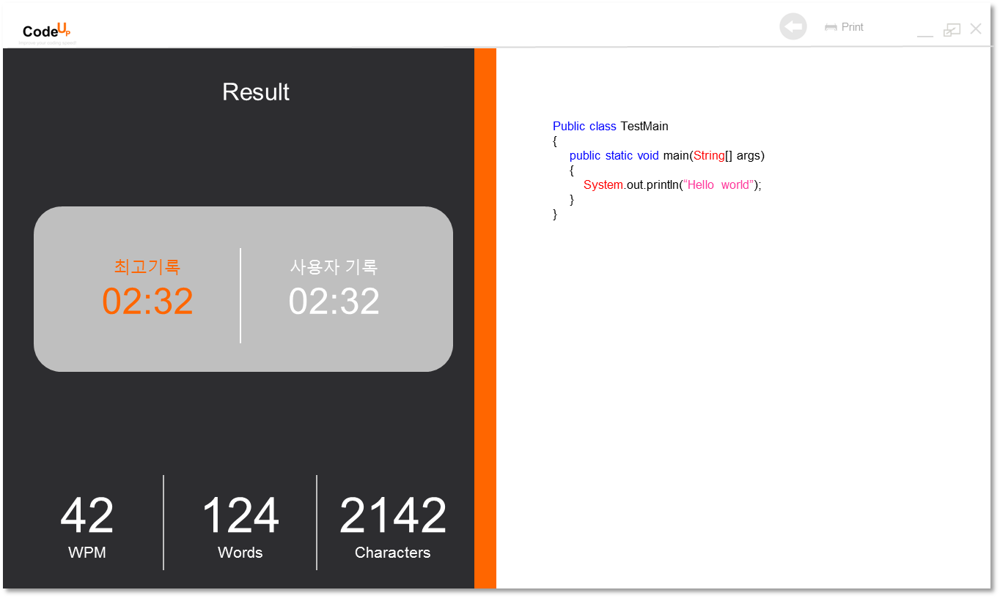 CodeUP
Improve your coding speed!
Print
Result
최고기록
02:32
사용자 기록
02:32
42
WPM
124
Words
2142
Characters
Public class TestMain
{
public static void main(String[] args)
{
System.out.println(“Hello world”);
}
}